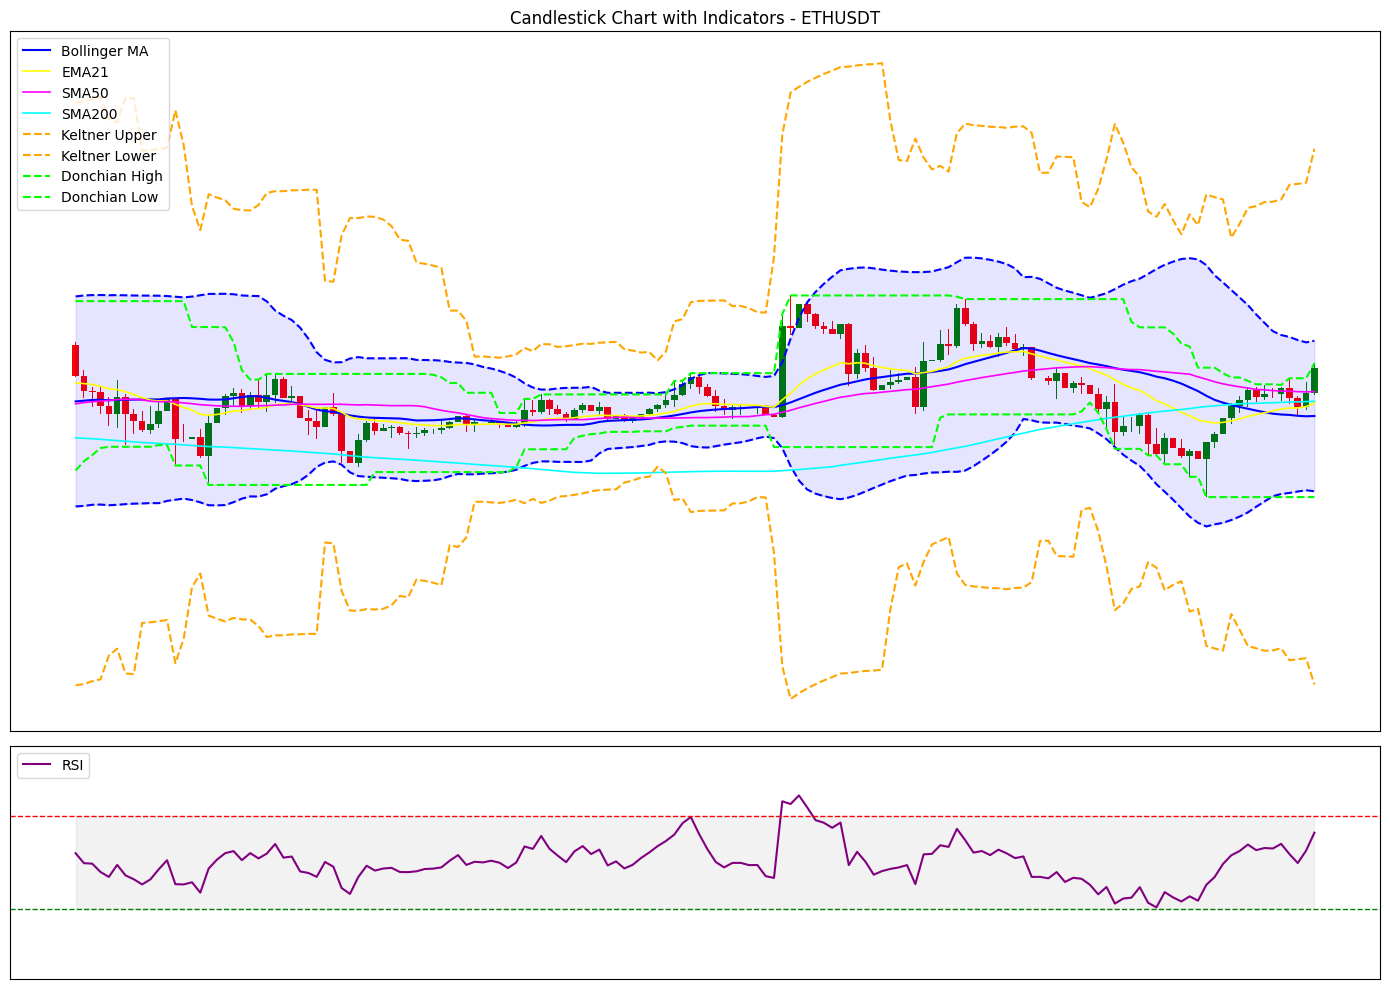 Candlestick Chart with Indicators - ETHUSDT
Bollinger MA
EMA21
SMA50
SMA200
Keltner Upper
Keltner Lower
Donchian High
Donchian Low
RSI